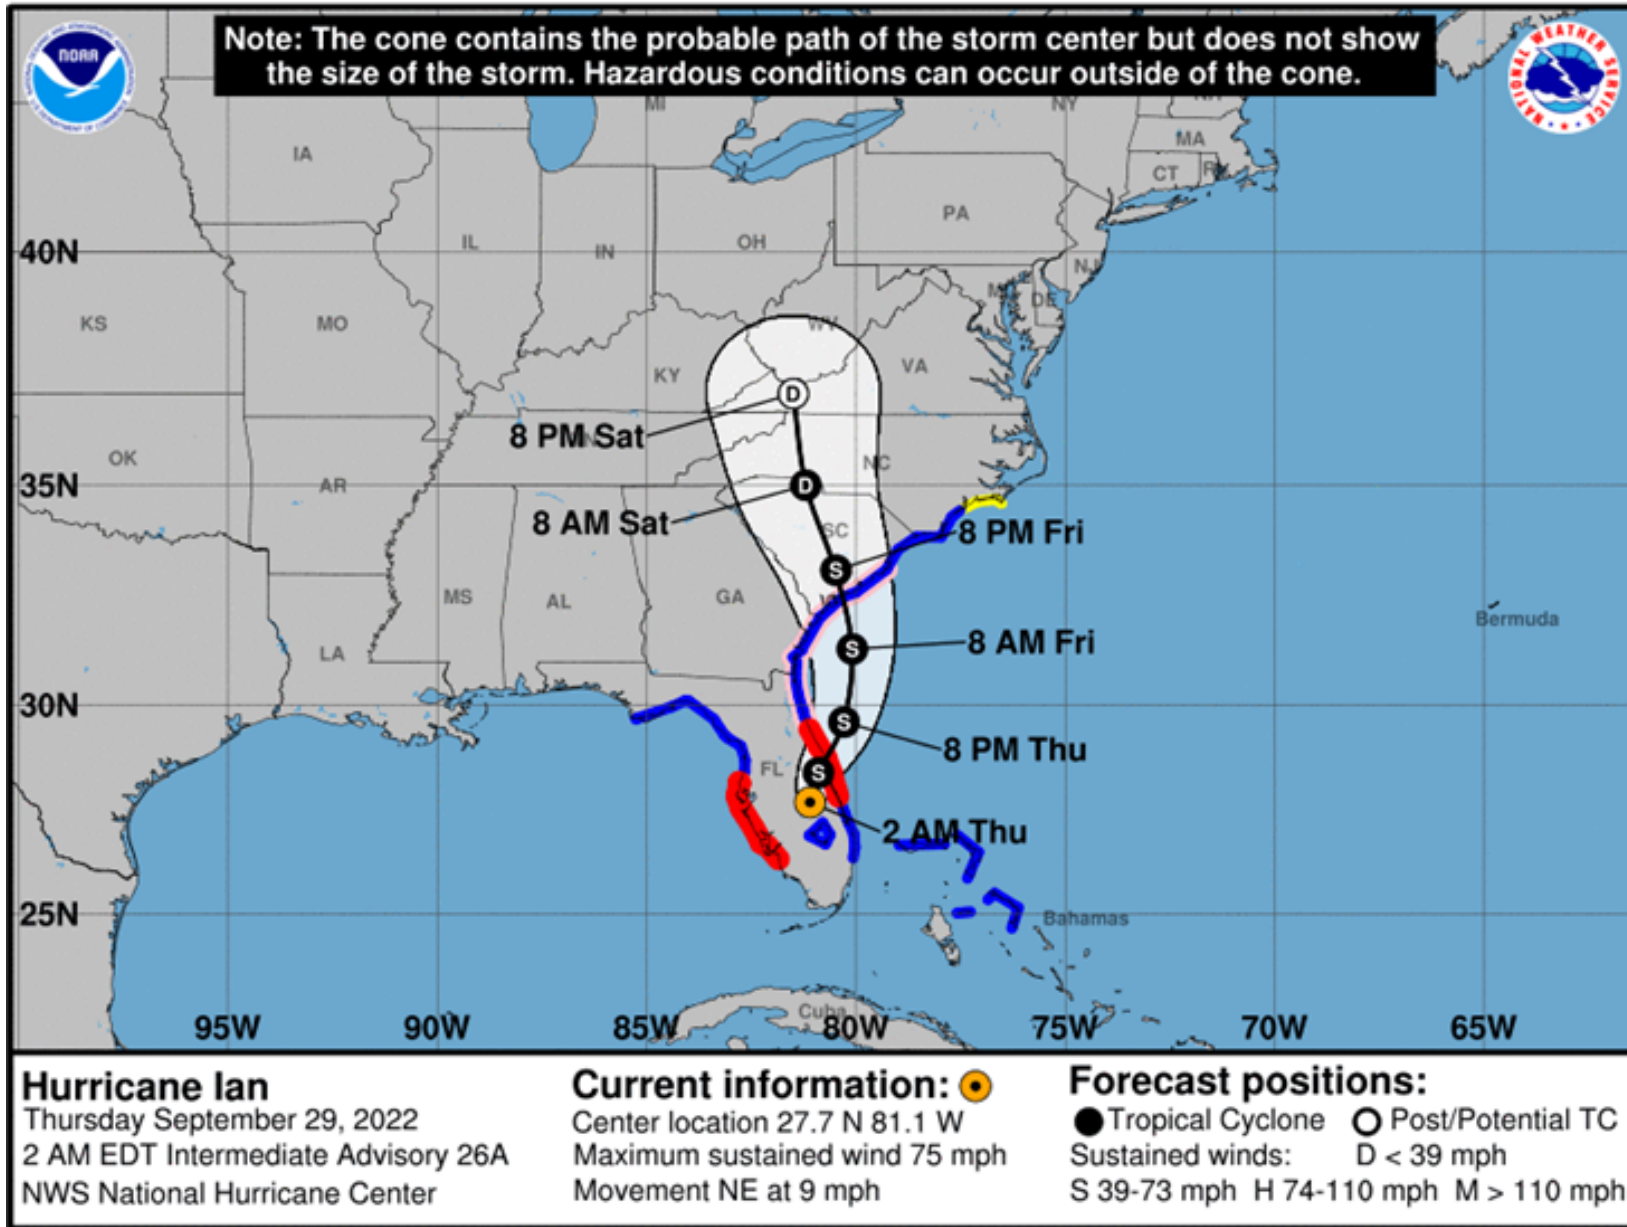 Note: The cone contains the probable path of the storm center but does not show
the size of the storm. Hazardous conditions can occur outside of the cone.
NOAA
NATIONAL WEATHER SERVICE
MI
NY
IA
MA
CT
PA
IL
IN
OH
NJ
40N
DE
KS
MO
WV
VA
KY
D
8 PM Sat
OK
AR
NC
35N
D
8 AM Sat
SC
8 PM Fri
S
MS
AL
GA
Bermuda
8 AM Fri
S
LA
30N
S
8 PM Thu
FL
S
2 AM Thu
25N
Bahamas
Cuba
95W 90W 85W 80W 75W 70W 65W
Hurricane Ian
Thursday September 29, 2022
2 AM EDT Intermediate Advisory 26A
NWS National Hurricane Center
Current information:
Center location 27.7 N 81.1 W
Maximum sustained wind 75 mph
Movement NE at 9 mph
Forecast positions:
Tropical Cyclone Post/Potential TC
Sustained winds: D < 39 mph
S 39-73 mph H 74-110 mph M > 110 mph